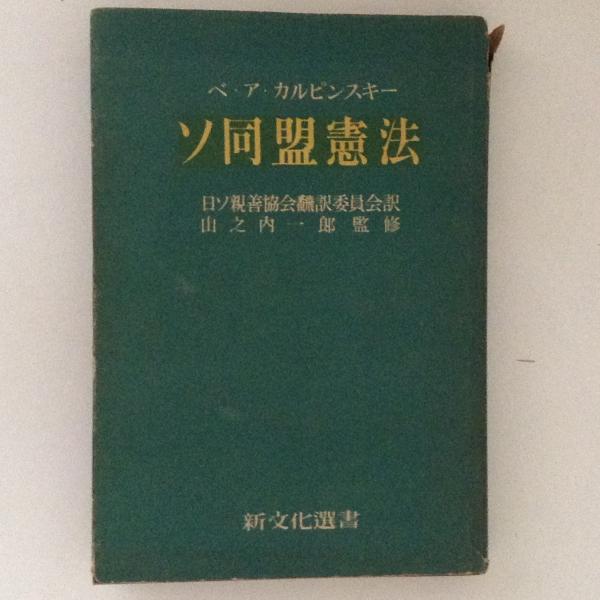 ベ・ア・カルピンスキー
ソ同盟憲法
日ソ親善協会飜訳委員会訳
山之内一郎監修
新文化選書